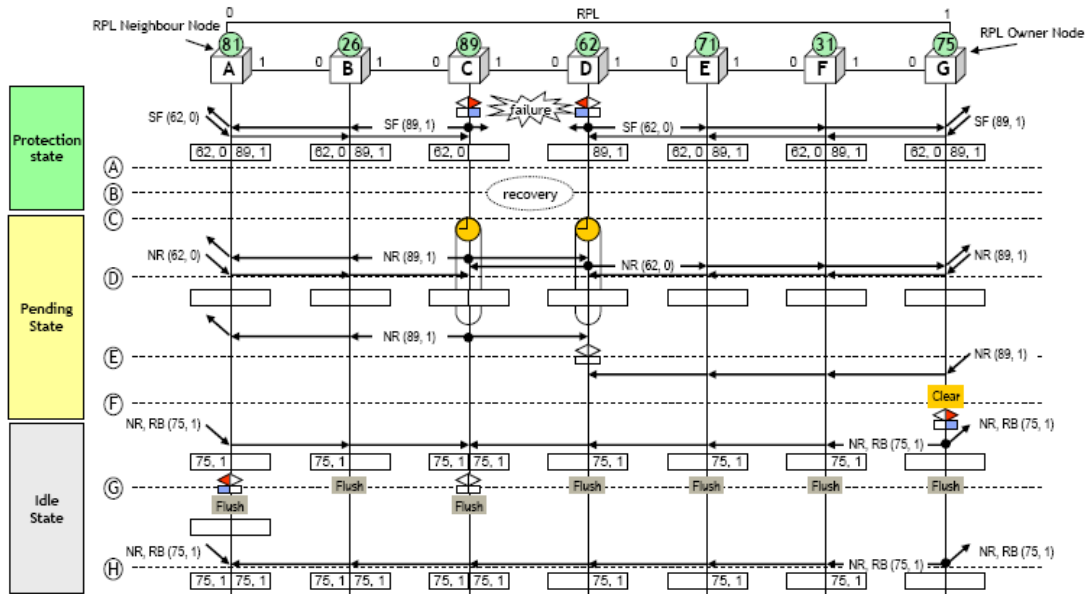 0 RPL 1
RPL Neighbour Node
RPL Owner Node
81 26 89 62 71 31 75
A 1 0 B 1 0 C 1 0 D 1 0 E 1 0 F 1 0 G
Protection state
failure
SF (62, 0) SF (89, 1) SF (62, 0) SF (89, 1)
62, 0 89, 1 62, 0 89, 1 62, 0 89, 1 62, 0 89, 1 62, 0 89, 1 62, 0 89, 1
A
B
recovery
C
Pending State
NR (62, 0) NR (89, 1) NR (62, 0) NR (89, 1)
D
NR (89, 1)
E
NR (89, 1)
F
Clear
Idle State
NR, RB (75, 1) NR, RB (75, 1) NR, RB (75, 1)
75, 1 75, 1 75, 1 75, 1 75, 1 75, 1 75, 1
G
Flush Flush Flush Flush Flush
Flush Flush
NR, RB (75, 1) NR, RB (75, 1) NR, RB (75, 1)
H
75, 1 75, 1 75, 1 75, 1 75, 1 75, 1 75, 1 75, 1 75, 1